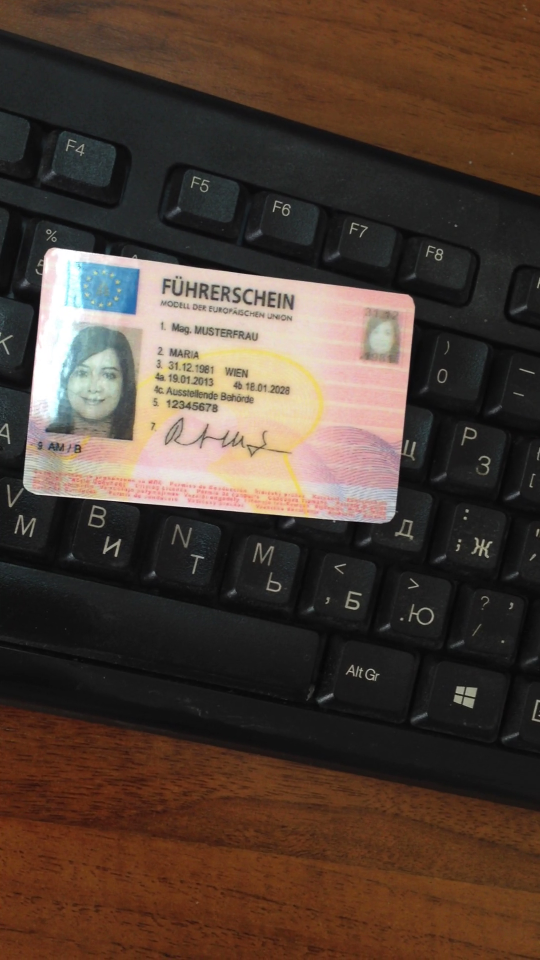 F4
F5
F6
F7
F8
%
5
FÜHRERSCHEIN
MODELL DER EUROPÄISCHEN UNION
1. Mag. MUSTERFRAU
2. MARIA
3. 31.12.1981 WIEN
4a. 19.01.2013 4b. 18.01.2028
4c. Ausstellende Behörde
5. 12345678
7.
9. AM / B
)
0
_
K
A
Щ
P
З
[
V
М
B
И
N
Т
M
Ь
<
, Б
>
. Ю
Д
:
; Ж
? ,
/ .
Alt Gr